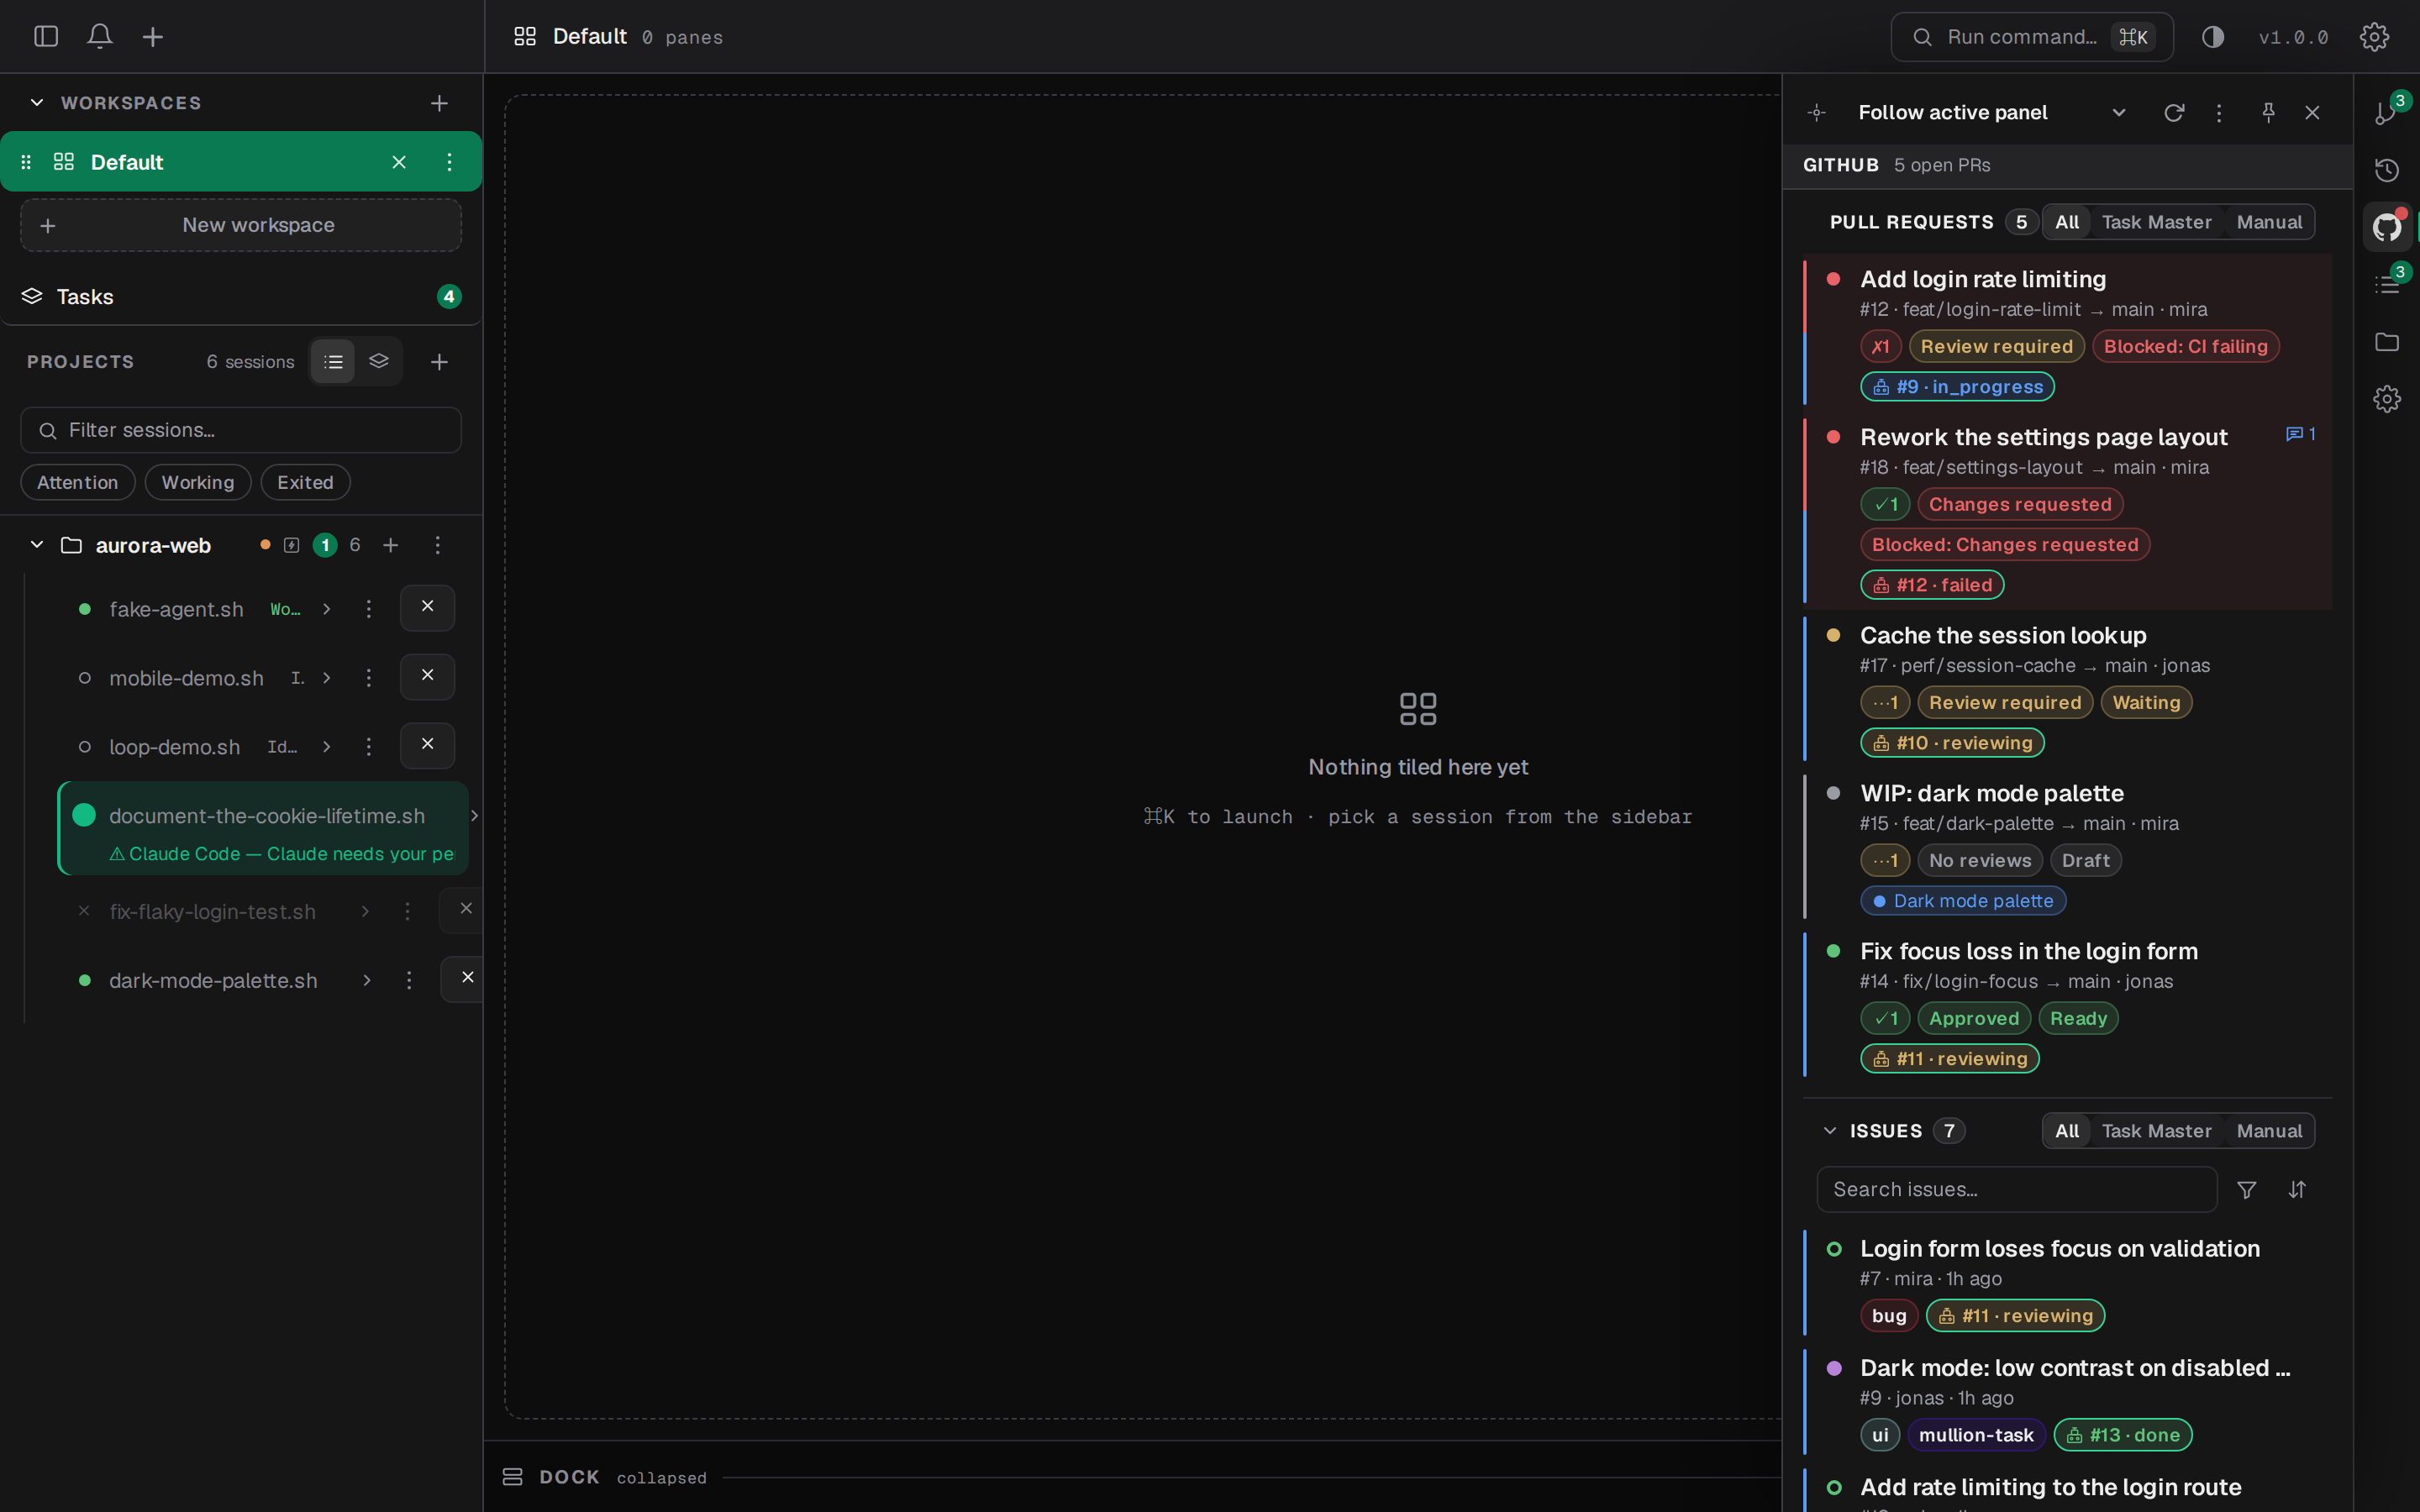 Default 0 panes
Run command... ⌘K
v1.0.0
WORKSPACES
Default
New workspace
Tasks
4
PROJECTS 6 sessions
Filter sessions...
Attention Working Exited
aurora-web 1 6
fake-agent.sh Wo...
mobile-demo.sh I.
loop-demo.sh Id...
document-the-cookie-lifetime.sh
⚠ Claude Code — Claude needs your pe
fix-flaky-login-test.sh
dark-mode-palette.sh
Nothing tiled here yet
⌘K to launch · pick a session from the sidebar
DOCK collapsed
Follow active panel
GITHUB 5 open PRs
PULL REQUESTS 5 All Task Master Manual
Add login rate limiting
#12 · feat/login-rate-limit → main · mira
✗1 Review required Blocked: CI failing
#9 · in_progress
Rework the settings page layout 1
#18 · feat/settings-layout → main · mira
✓1 Changes requested
Blocked: Changes requested
#12 · failed
Cache the session lookup
#17 · perf/session-cache → main · jonas
···1 Review required Waiting
#10 · reviewing
WIP: dark mode palette
#15 · feat/dark-palette → main · mira
···1 No reviews Draft
Dark mode palette
Fix focus loss in the login form
#14 · fix/login-focus → main · jonas
✓1 Approved Ready
#11 · reviewing
ISSUES 7 All Task Master Manual
Search issues...
Login form loses focus on validation
#7 · mira · 1h ago
bug #11 · reviewing
Dark mode: low contrast on disabled ...
#9 · jonas · 1h ago
ui mullion-task #13 · done
Add rate limiting to the login route
3
3